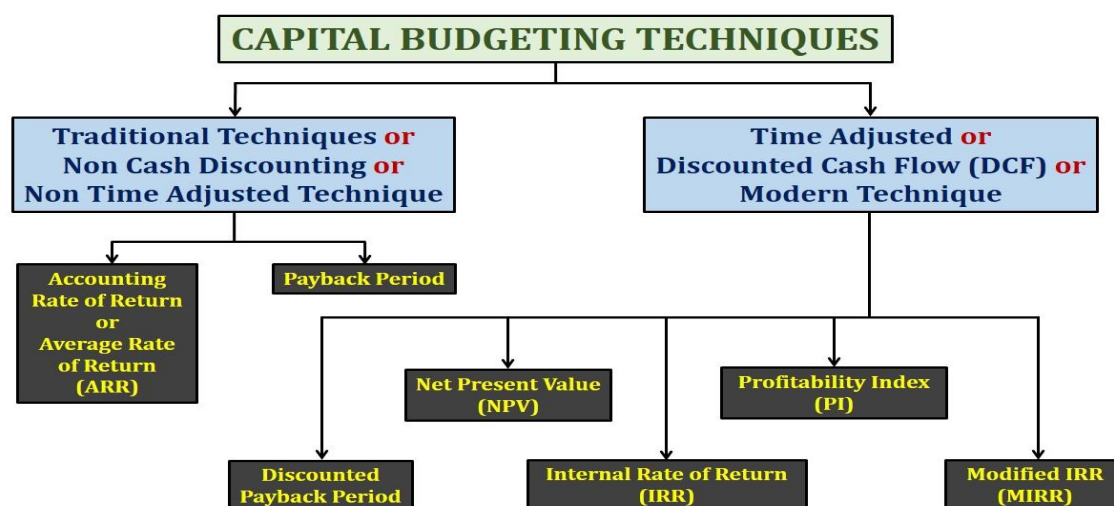 CAPITAL BUDGETING TECHNIQUES
Traditional Techniques or
Non Cash Discounting or
Non Time Adjusted Technique
Time Adjusted or
Discounted Cash Flow (DCF) or
Modern Technique
Accounting
Rate of Return
or
Average Rate
of Return
(ARR)
Payback Period
Net Present Value
(NPV)
Profitability Index
(PI)
Discounted
Payback Period
Internal Rate of Return
(IRR)
Modified IRR
(MIRR)